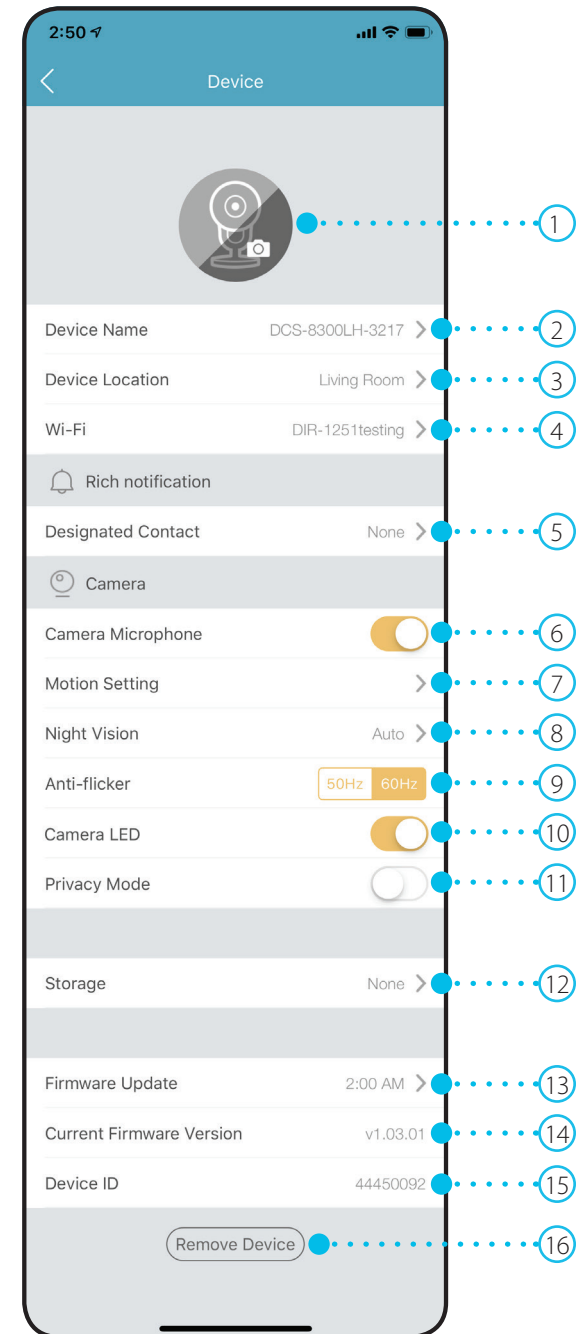 2:50
Device
1
Device Name DCS-8300LH-3217 2
Device Location Living Room 3
Wi-Fi DIR-1251testing 4
Rich notification
Designated Contact None 5
Camera
Camera Microphone 6
Motion Setting 7
Night Vision Auto 8
Anti-flicker 50Hz 60Hz 9
Camera LED 10
Privacy Mode 11
Storage None 12
Firmware Update 2:00 AM 13
Current Firmware Version v1.03.01 14
Device ID 44450092 15
Remove Device 16